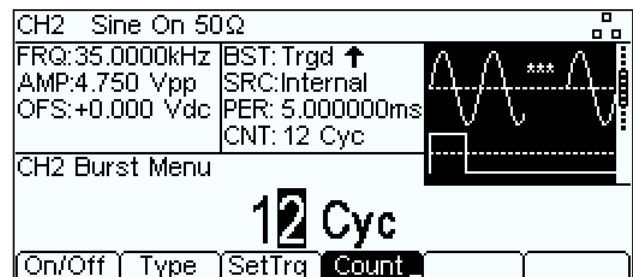 CH2 Sine On 50Ω
FRQ:35.0000kHz
AMP:4.750 Vpp
OFS:+0.000 Vdc
BST: Trgd ↑
SRC:Internal
PER: 5.000000ms
CNT: 12 Cyc
***
CH2 Burst Menu
12 Cyc
On/Off Type SetTrg Count